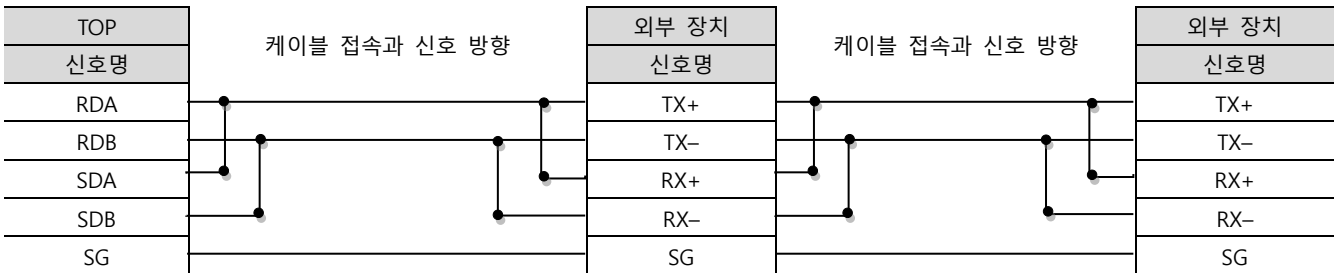 TOP 케이블 접속과 신호 방향 외부 장치 케이블 접속과 신호 방향 외부 장치
신호명 신호명 신호명
RDA TX+ TX+
RDB TX– TX–
SDA RX+ RX+
SDB RX– RX–
SG SG SG